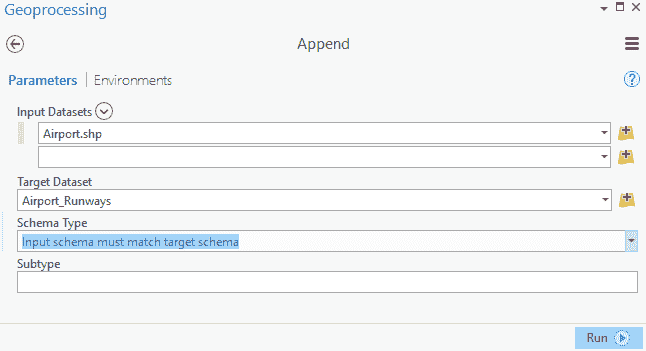 Geoprocessing
Append
Parameters | Environments
?
Input Datasets
Airport.shp
Target Dataset
Airport_Runways
Schema Type
Input schema must match target schema
Subtype
Run